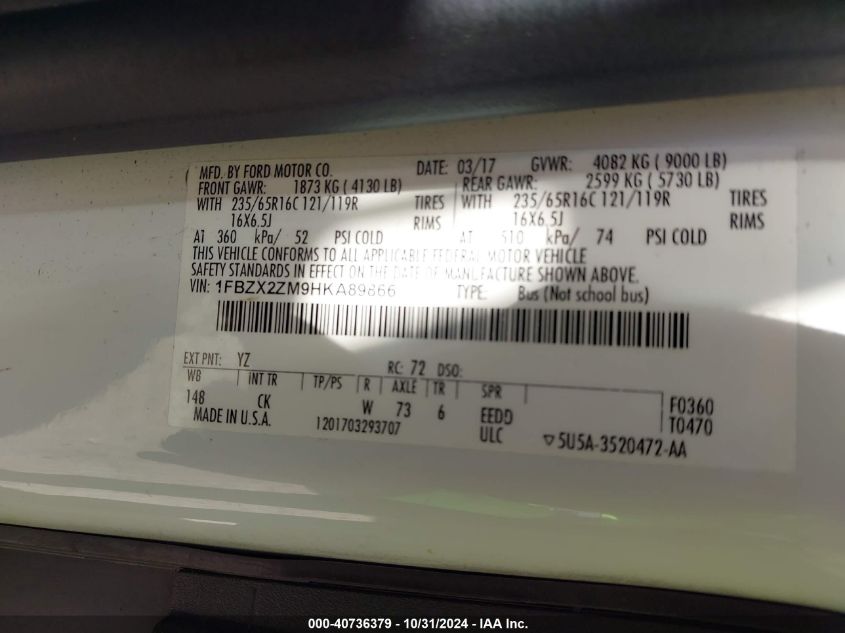 MFD. BY FORD MOTOR CO. DATE: 03/17 GVWR: 4082 KG ( 9000 LB)
FRONT GAWR: 1873 KG ( 4130 LB) REAR GAWR: 2599 KG ( 5730 LB)
WITH 235/65R16C 121/119R TIRES WITH 235/65R16C 121/119R TIRES
16X6.5J RIMS 16X6.5J RIMS
AT 360 kPa/ 52 PSI COLD AT 510 kPa/ 74 PSI COLD
THIS VEHICLE CONFORMS TO ALL APPLICABLE FEDERAL MOTOR VEHICLE
SAFETY STANDARDS IN EFFECT ON THE DATE OF MANUFACTURE SHOWN ABOVE.
VIN: 1FBZX2ZM9HKA89866 TYPE: Bus (Not school bus)
EXT PNT: YZ RC: 72 DSO:
WB INT TR TP/PS R AXLE TR SPR
148 CK W 73 6 EEDD F0360
MADE IN U.S.A. 1201703293707 ULC T0470
▽5U5A-3520472-AA
000-40736379 - 10/31/2024 - IAA Inc.